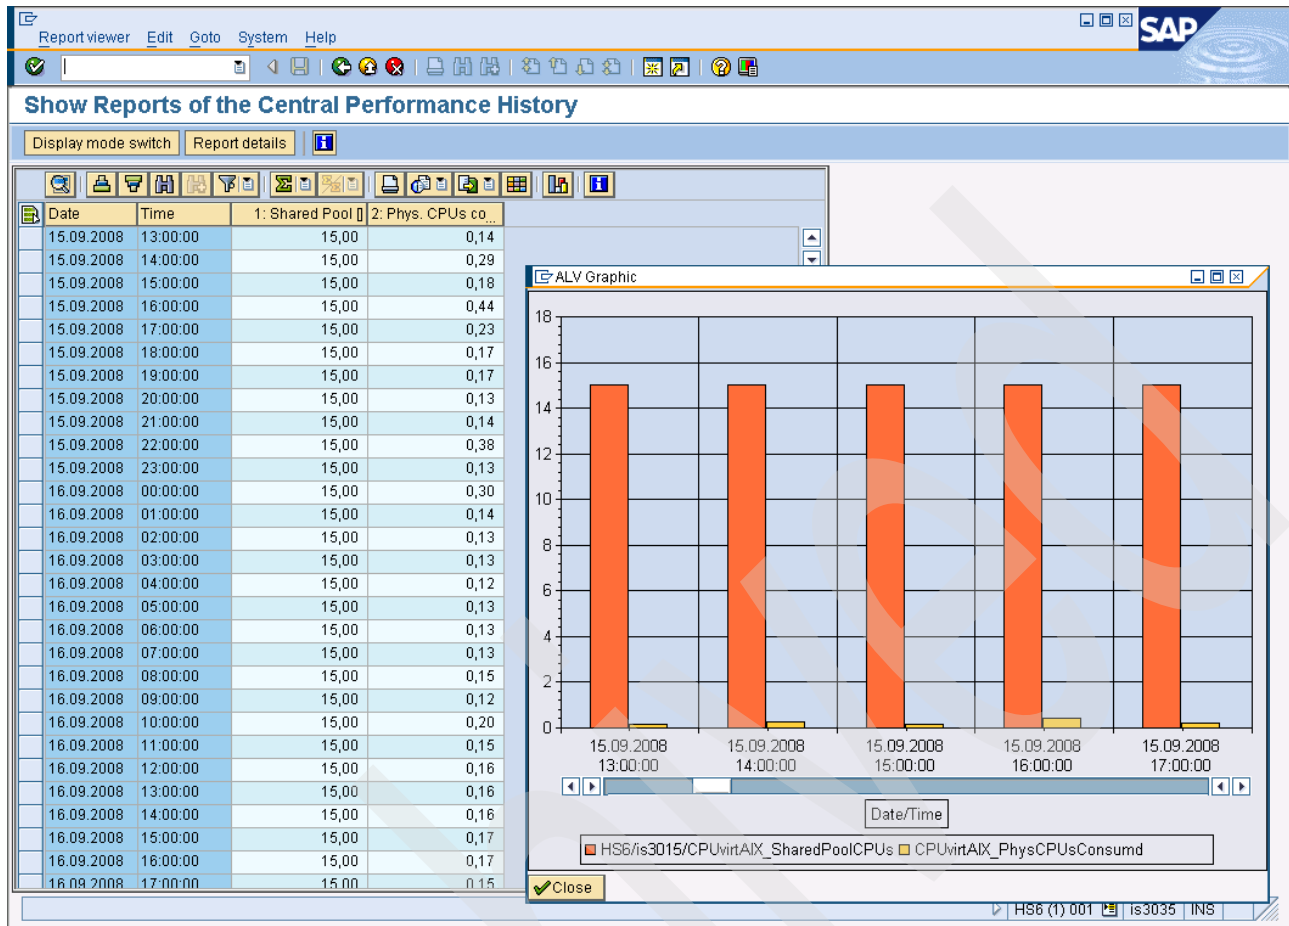 Report viewer Edit Goto System Help
SAP
Show Reports of the Central Performance History
Display mode switch Report details
Date Time 1: Shared Pool [] 2: Phys. CPUs co...
15.09.2008 13:00:00 15,00 0,14
15.09.2008 14:00:00 15,00 0,29
15.09.2008 15:00:00 15,00 0,18
15.09.2008 16:00:00 15,00 0,44
15.09.2008 17:00:00 15,00 0,23
15.09.2008 18:00:00 15,00 0,17
15.09.2008 19:00:00 15,00 0,17
15.09.2008 20:00:00 15,00 0,13
15.09.2008 21:00:00 15,00 0,14
15.09.2008 22:00:00 15,00 0,38
15.09.2008 23:00:00 15,00 0,13
16.09.2008 00:00:00 15,00 0,30
16.09.2008 01:00:00 15,00 0,14
16.09.2008 02:00:00 15,00 0,13
16.09.2008 03:00:00 15,00 0,13
16.09.2008 04:00:00 15,00 0,12
16.09.2008 05:00:00 15,00 0,13
16.09.2008 06:00:00 15,00 0,13
16.09.2008 07:00:00 15,00 0,13
16.09.2008 08:00:00 15,00 0,15
16.09.2008 09:00:00 15,00 0,12
16.09.2008 10:00:00 15,00 0,20
16.09.2008 11:00:00 15,00 0,15
16.09.2008 12:00:00 15,00 0,16
16.09.2008 13:00:00 15,00 0,16
16.09.2008 14:00:00 15,00 0,16
16.09.2008 15:00:00 15,00 0,17
16.09.2008 16:00:00 15,00 0,17
16.09.2008 17:00:00 15,00 0,15
ALV Graphic
18
16
14
12
10
8
6
4
2
0
15.09.2008 15.09.2008 15.09.2008 15.09.2008 15.09.2008
13:00:00 14:00:00 15:00:00 16:00:00 17:00:00
Date/Time
HS6/is3015/CPUvirtAIX_SharedPoolCPUs CPUvirtAIX_PhysCPUsConsumd
Close
HS6 (1) 001 is3035 INS